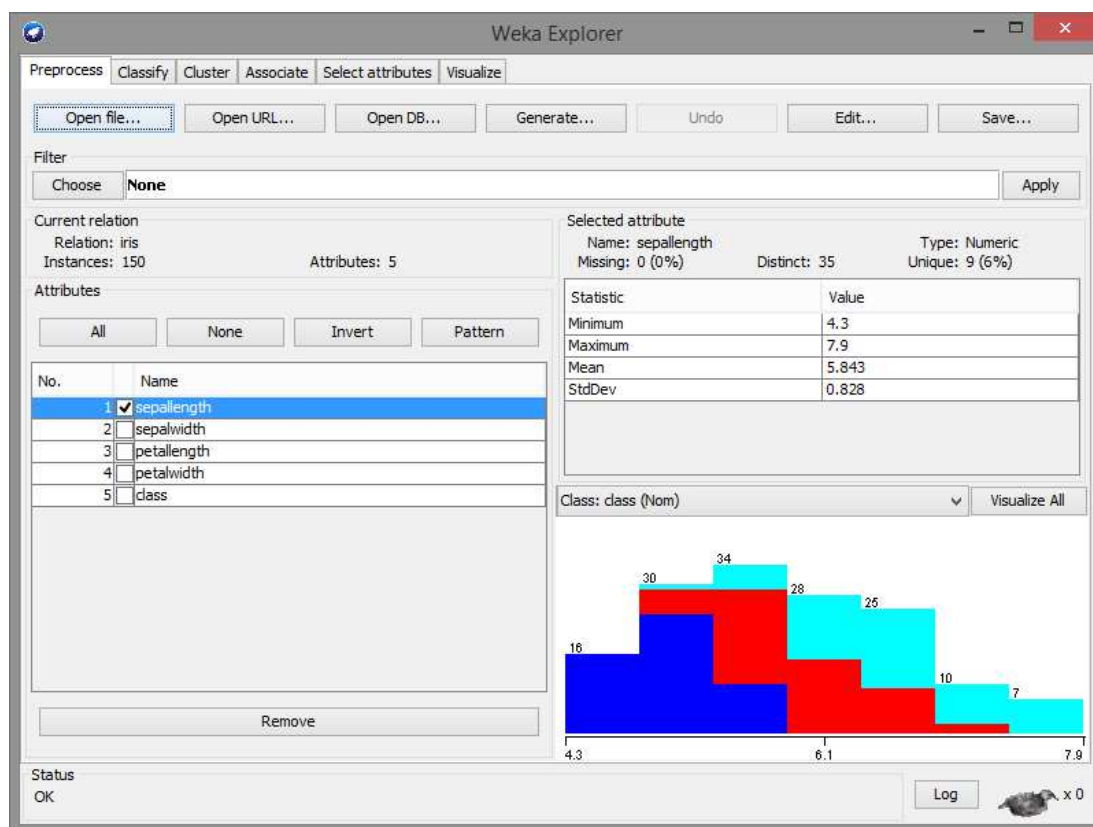 Weka Explorer
Preprocess Classify Cluster Associate Select attributes Visualize
Open file... Open URL... Open DB... Generate... Undo Edit... Save...
Filter
Choose None Apply
Current relation
Relation: iris
Instances: 150 Attributes: 5
Attributes
All None Invert Pattern
No. Name
1 sepallength
2 sepalwidth
3 petallength
4 petalwidth
5 class
Remove
Selected attribute
Name: sepallength Type: Numeric
Missing: 0 (0%) Distinct: 35 Unique: 9 (6%)
Statistic Value
Minimum 4.3
Maximum 7.9
Mean 5.843
StdDev 0.828
Class: class (Nom) Visualize All
16 30 34 28 25 10 7
4.3 6.1 7.9
Status
OK
Log x 0